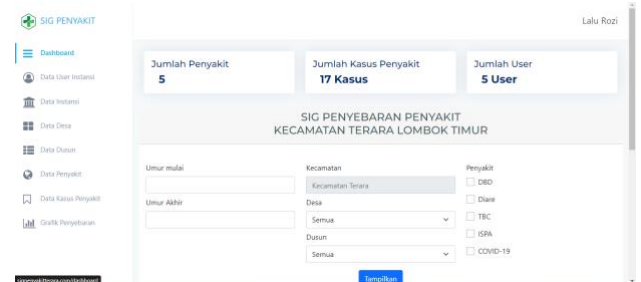 SIG PENYAKIT
Lalu Rozi
Dashboard
Data User Instansi
Data Instansi
Data Desa
Data Dusun
Data Penyakit
Data Kasus Penyakit
Grafik Penyebaran
Jumlah Penyakit
5
Jumlah Kasus Penyakit
17 Kasus
Jumlah User
5 User
SIG PENYEBARAN PENYAKIT
KECAMATAN TERARA LOMBOK TIMUR
Umur mulai
Umur Akhir
Kecamatan
Kecamatan Terara
Desa
Semua
Dusun
Semua
Penyakit
DBD
Diare
TBC
ISPA
COVID-19
Tampilkan